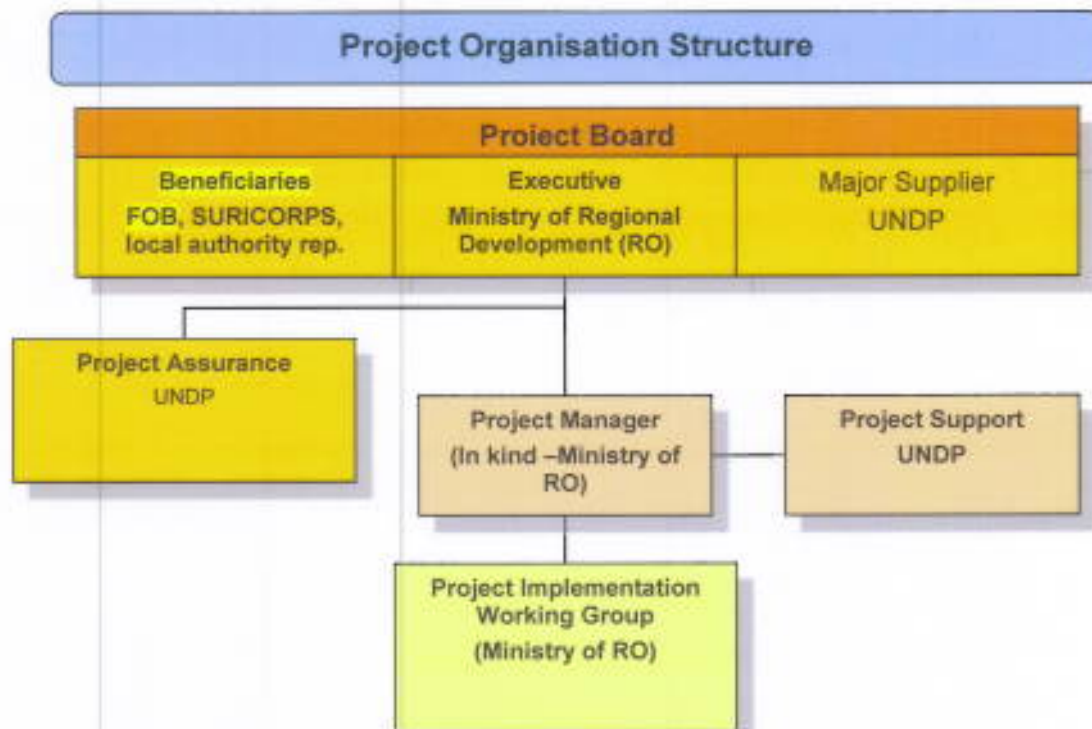 Project Organisation Structure
Project Board
Beneficiaries
FOB, SURICORPS,
local authority rep.
Executive
Ministry of Regional
Development (RO)
Major Supplier
UNDP
Project Assurance
UNDP
Project Manager
(In kind –Ministry of
RO)
Project Support
UNDP
Project Implementation
Working Group
(Ministry of RO)